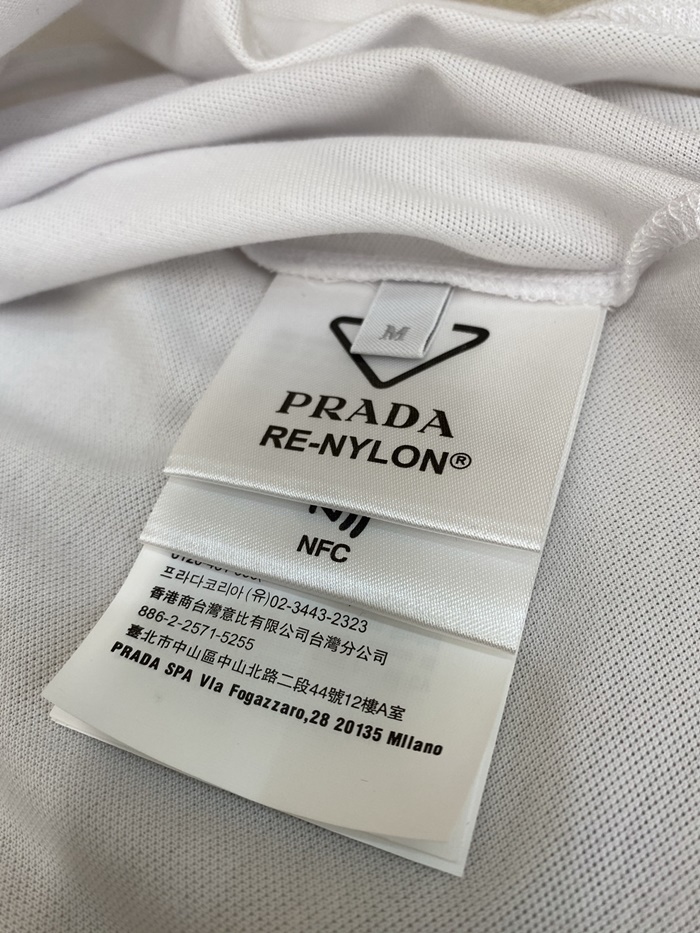 M
PRADA
RE-NYLON®
NFC
프라다코리아(유)02-3443-2323
香港商台灣意比有限公司台灣分公司
886-2-2571-5255
臺北市中山區中山北路二段44號12樓A室
PRADA SPA Via Fogazzaro,28 20135 Milano